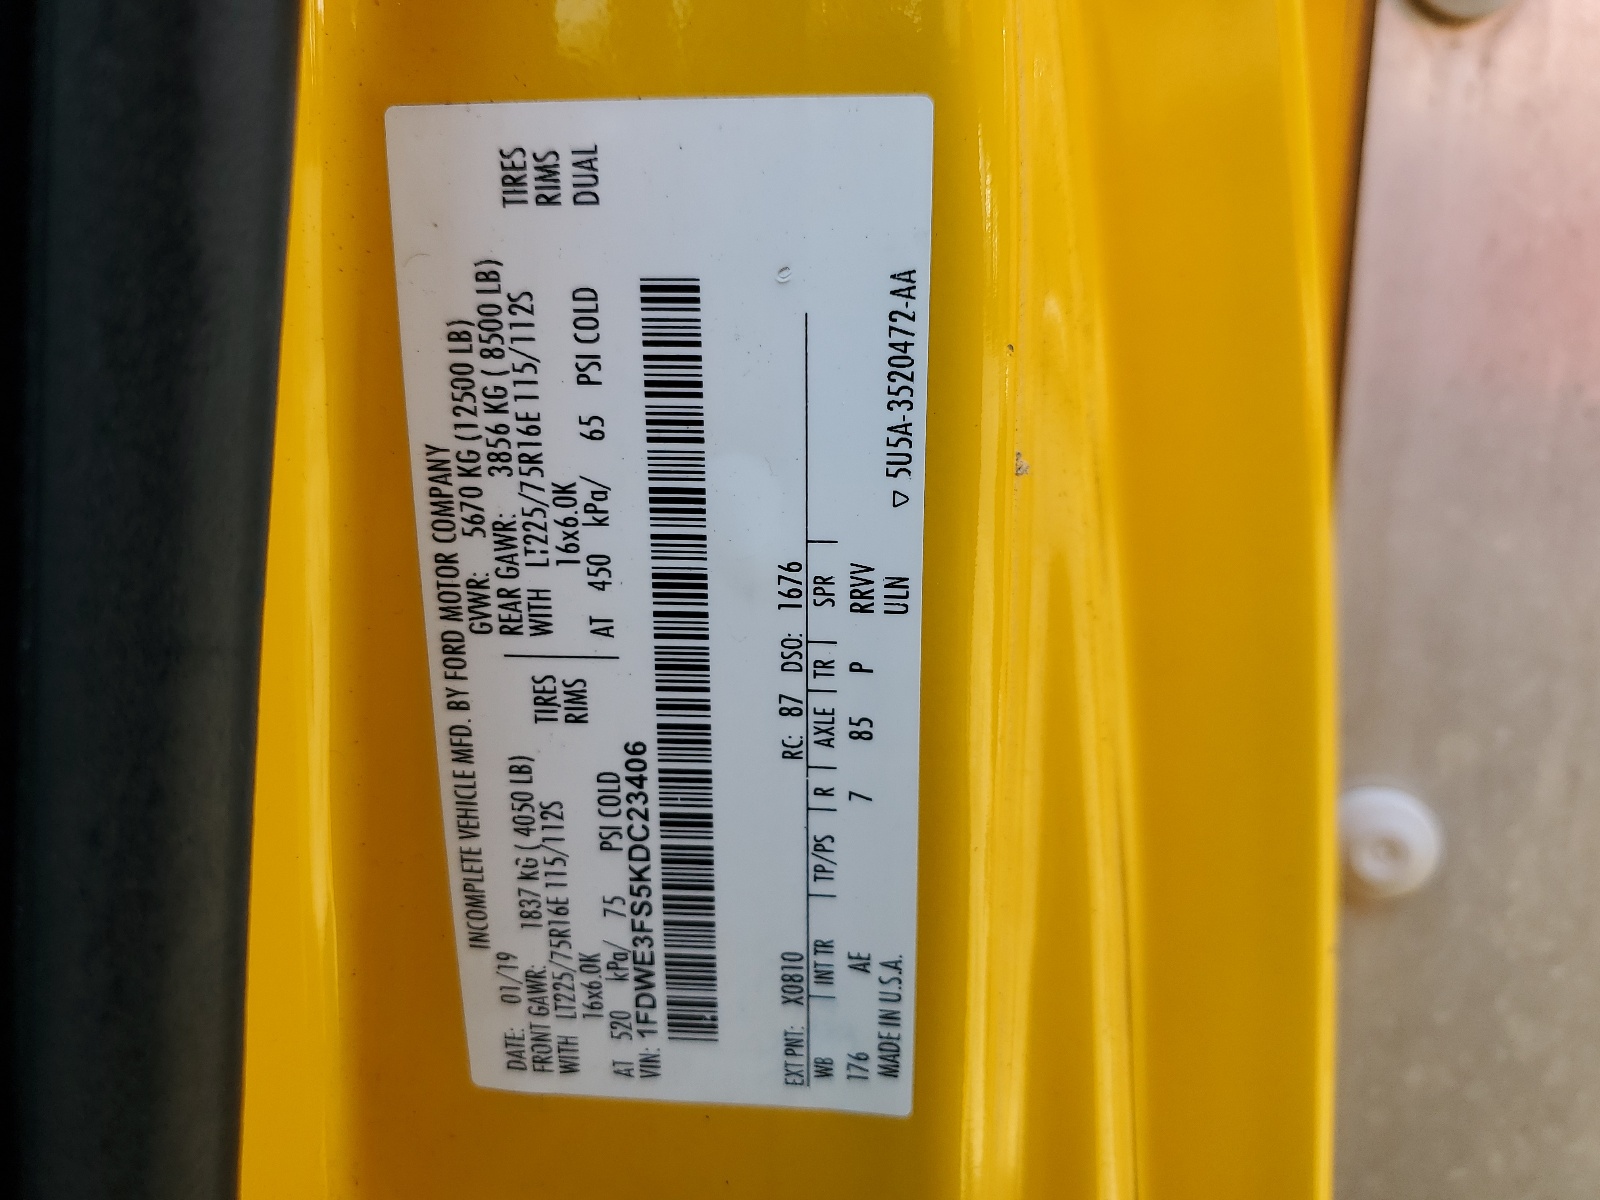 INCOMPLETE VEHICLE MFD. BY FORD MOTOR COMPANY
DATE: 01/19 GVWR: 5670 KG (12500 LB)
FRONT GAWR: 1837 KG ( 4050 LB) REAR GAWR: 3856 KG ( 8500 LB)
WITH LT225/75R16E 115/112S TIRES WITH LT225/75R16E 115/112S TIRES
16x6.0K RIMS 16x6.0K RIMS
AT 520 kPa/ 75 PSI COLD AT 450 kPa/ 65 PSI COLD DUAL
VIN: 1FDWE3FS5KDC23406
EXT PNT: X0810 RC: 87 DSO: 1676
WB | INT TR | TP/PS | R | AXLE | TR | SPR |
176 AE 7 85 P RRVV
MADE IN U.S.A. ULN
▽ 5U5A-3520472-AA